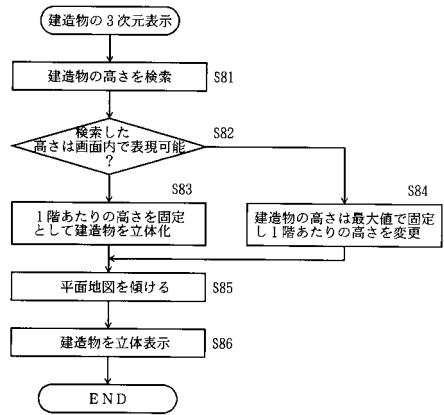 建造物の3次元表示
建造物の高さを検索
S81
検索した
高さは画面内で表現可能
?
S82
S83
1階あたりの高さを固定
として建造物を立体化
S84
建造物の高さは最大値で固定
し1階あたりの高さを変更
平面地図を傾ける
S85
建造物を立体表示
S86
END